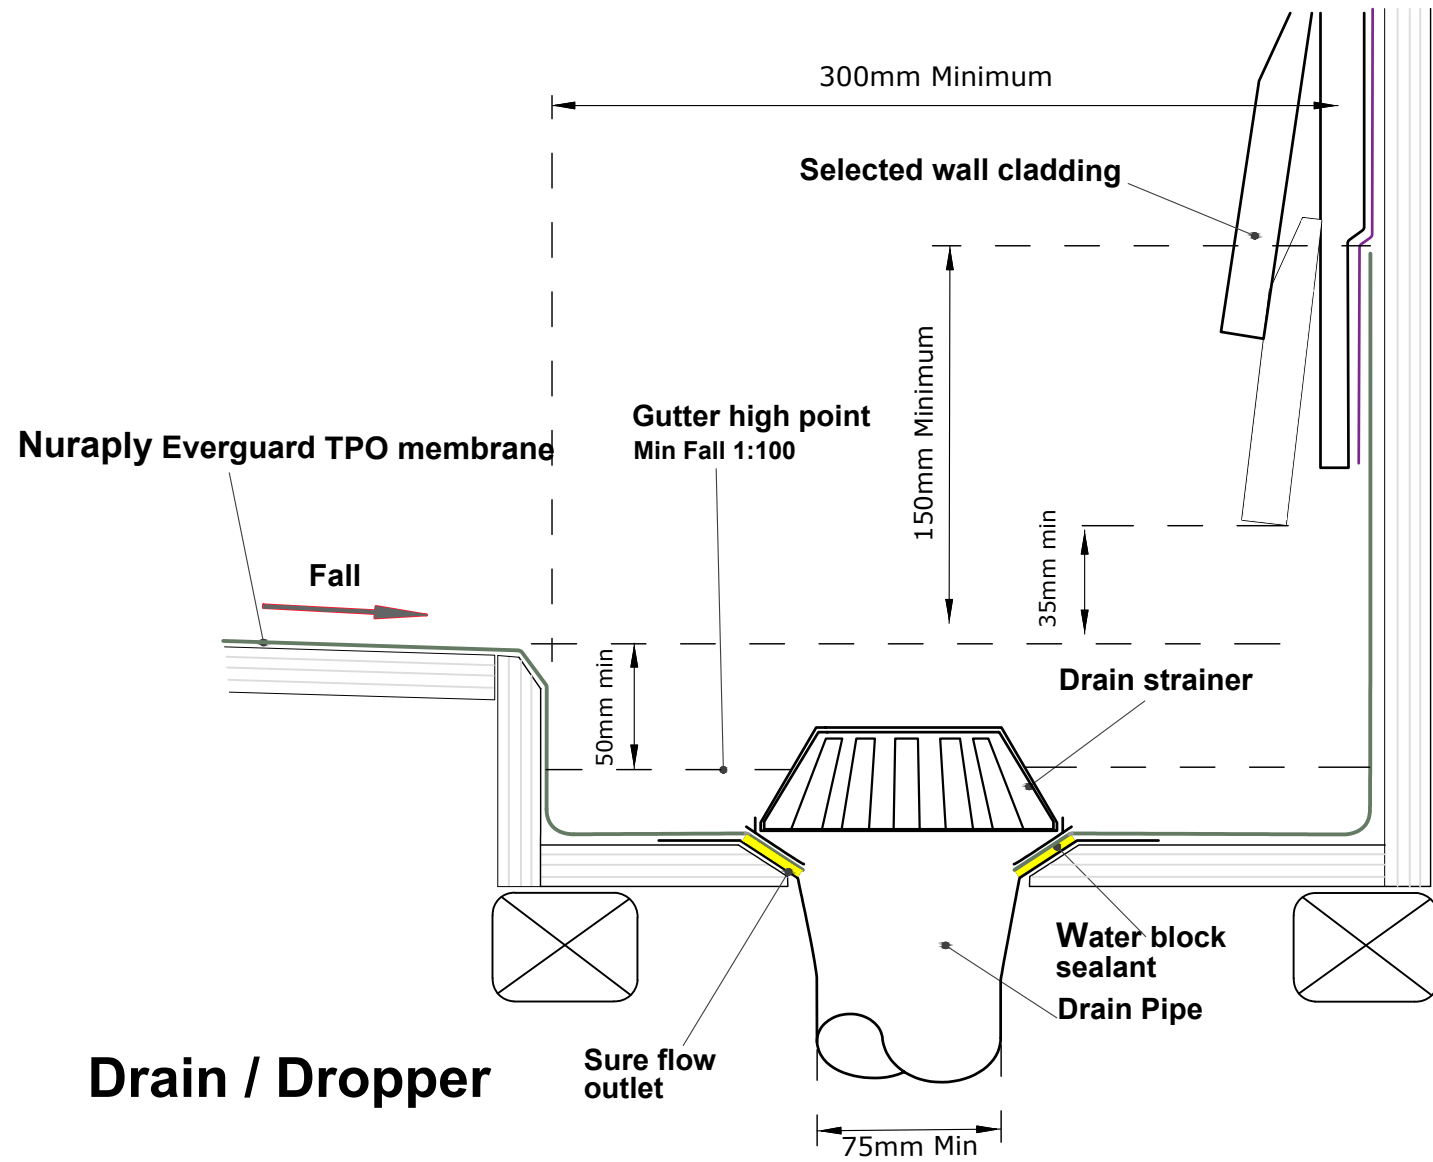 300mm Minimum
Selected wall cladding
150mm Minimum
Gutter high point
Min Fall 1:100
Nuraply Everguard TPO membrane
35mm min
Fall
50mm min
Drain strainer
Water block
sealant
Drain Pipe
Sure flow
outlet
Drain / Dropper
75mm Min